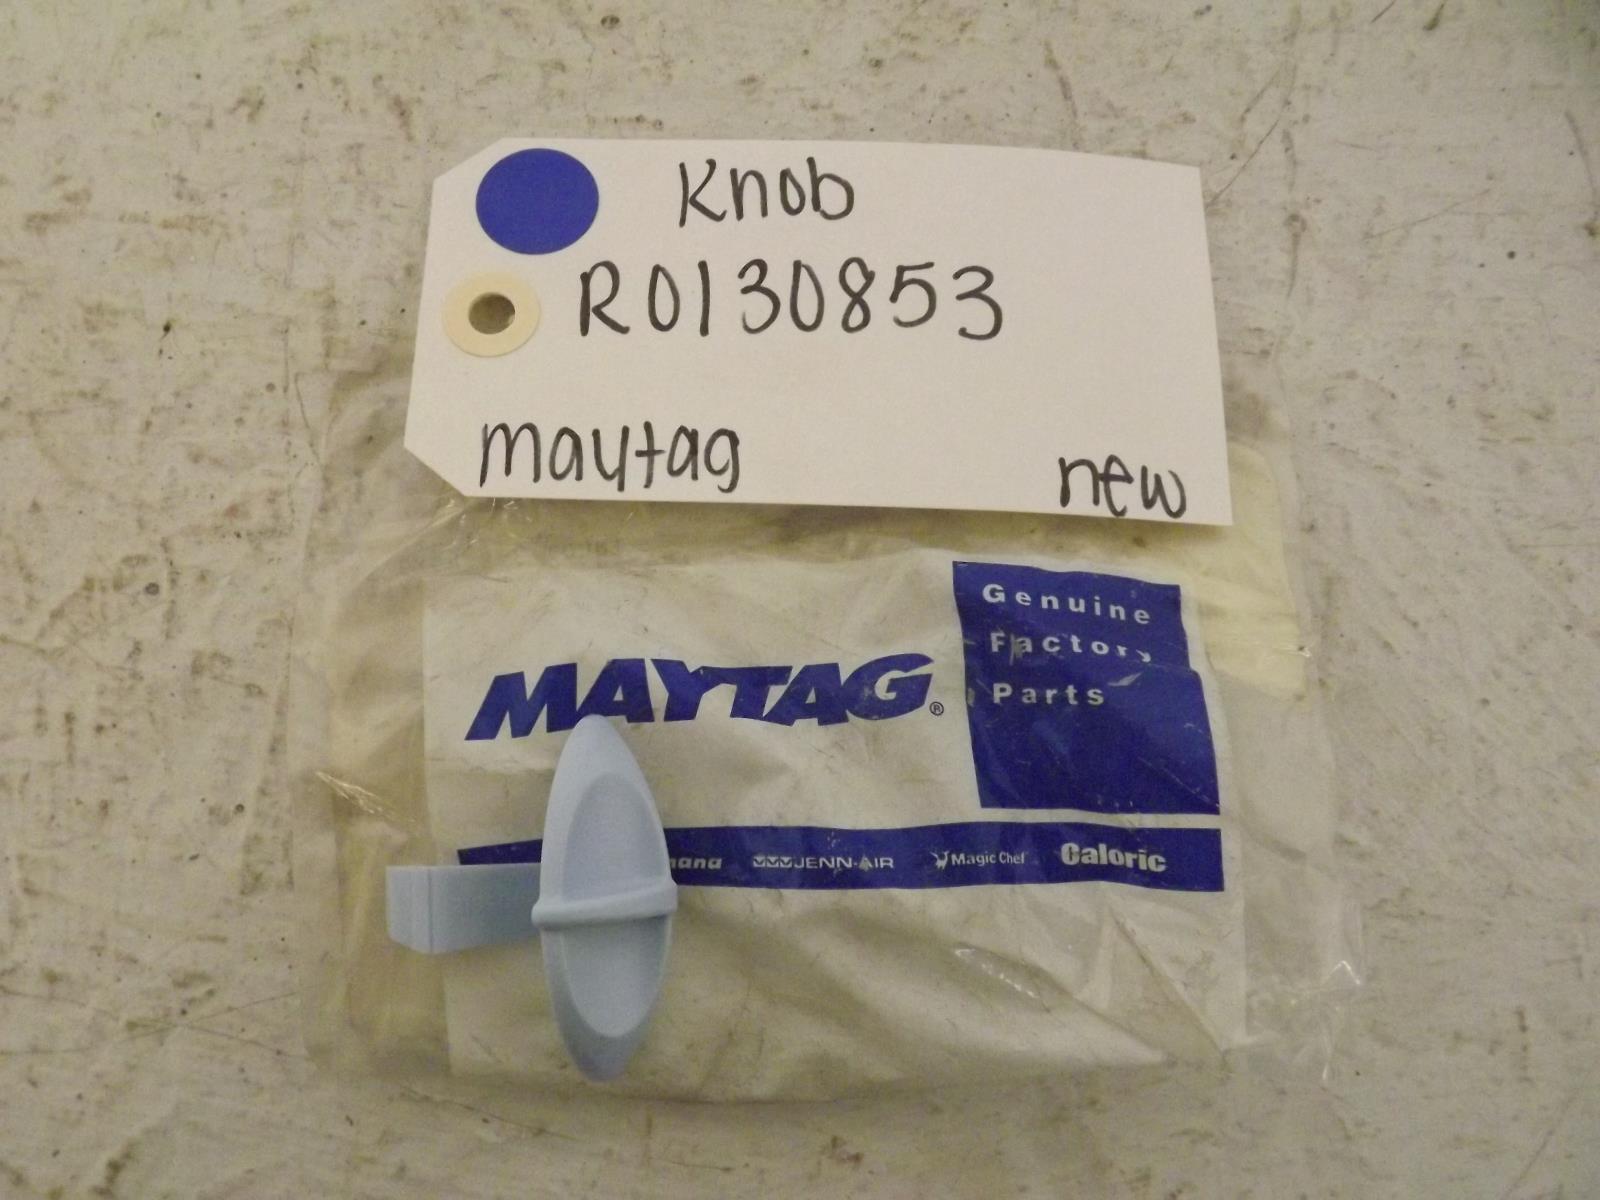 Knob
R0130853
maytag new
Genuine
Factory
Parts
MAYTAG®
JENN-AIR Magic Chef Caloric